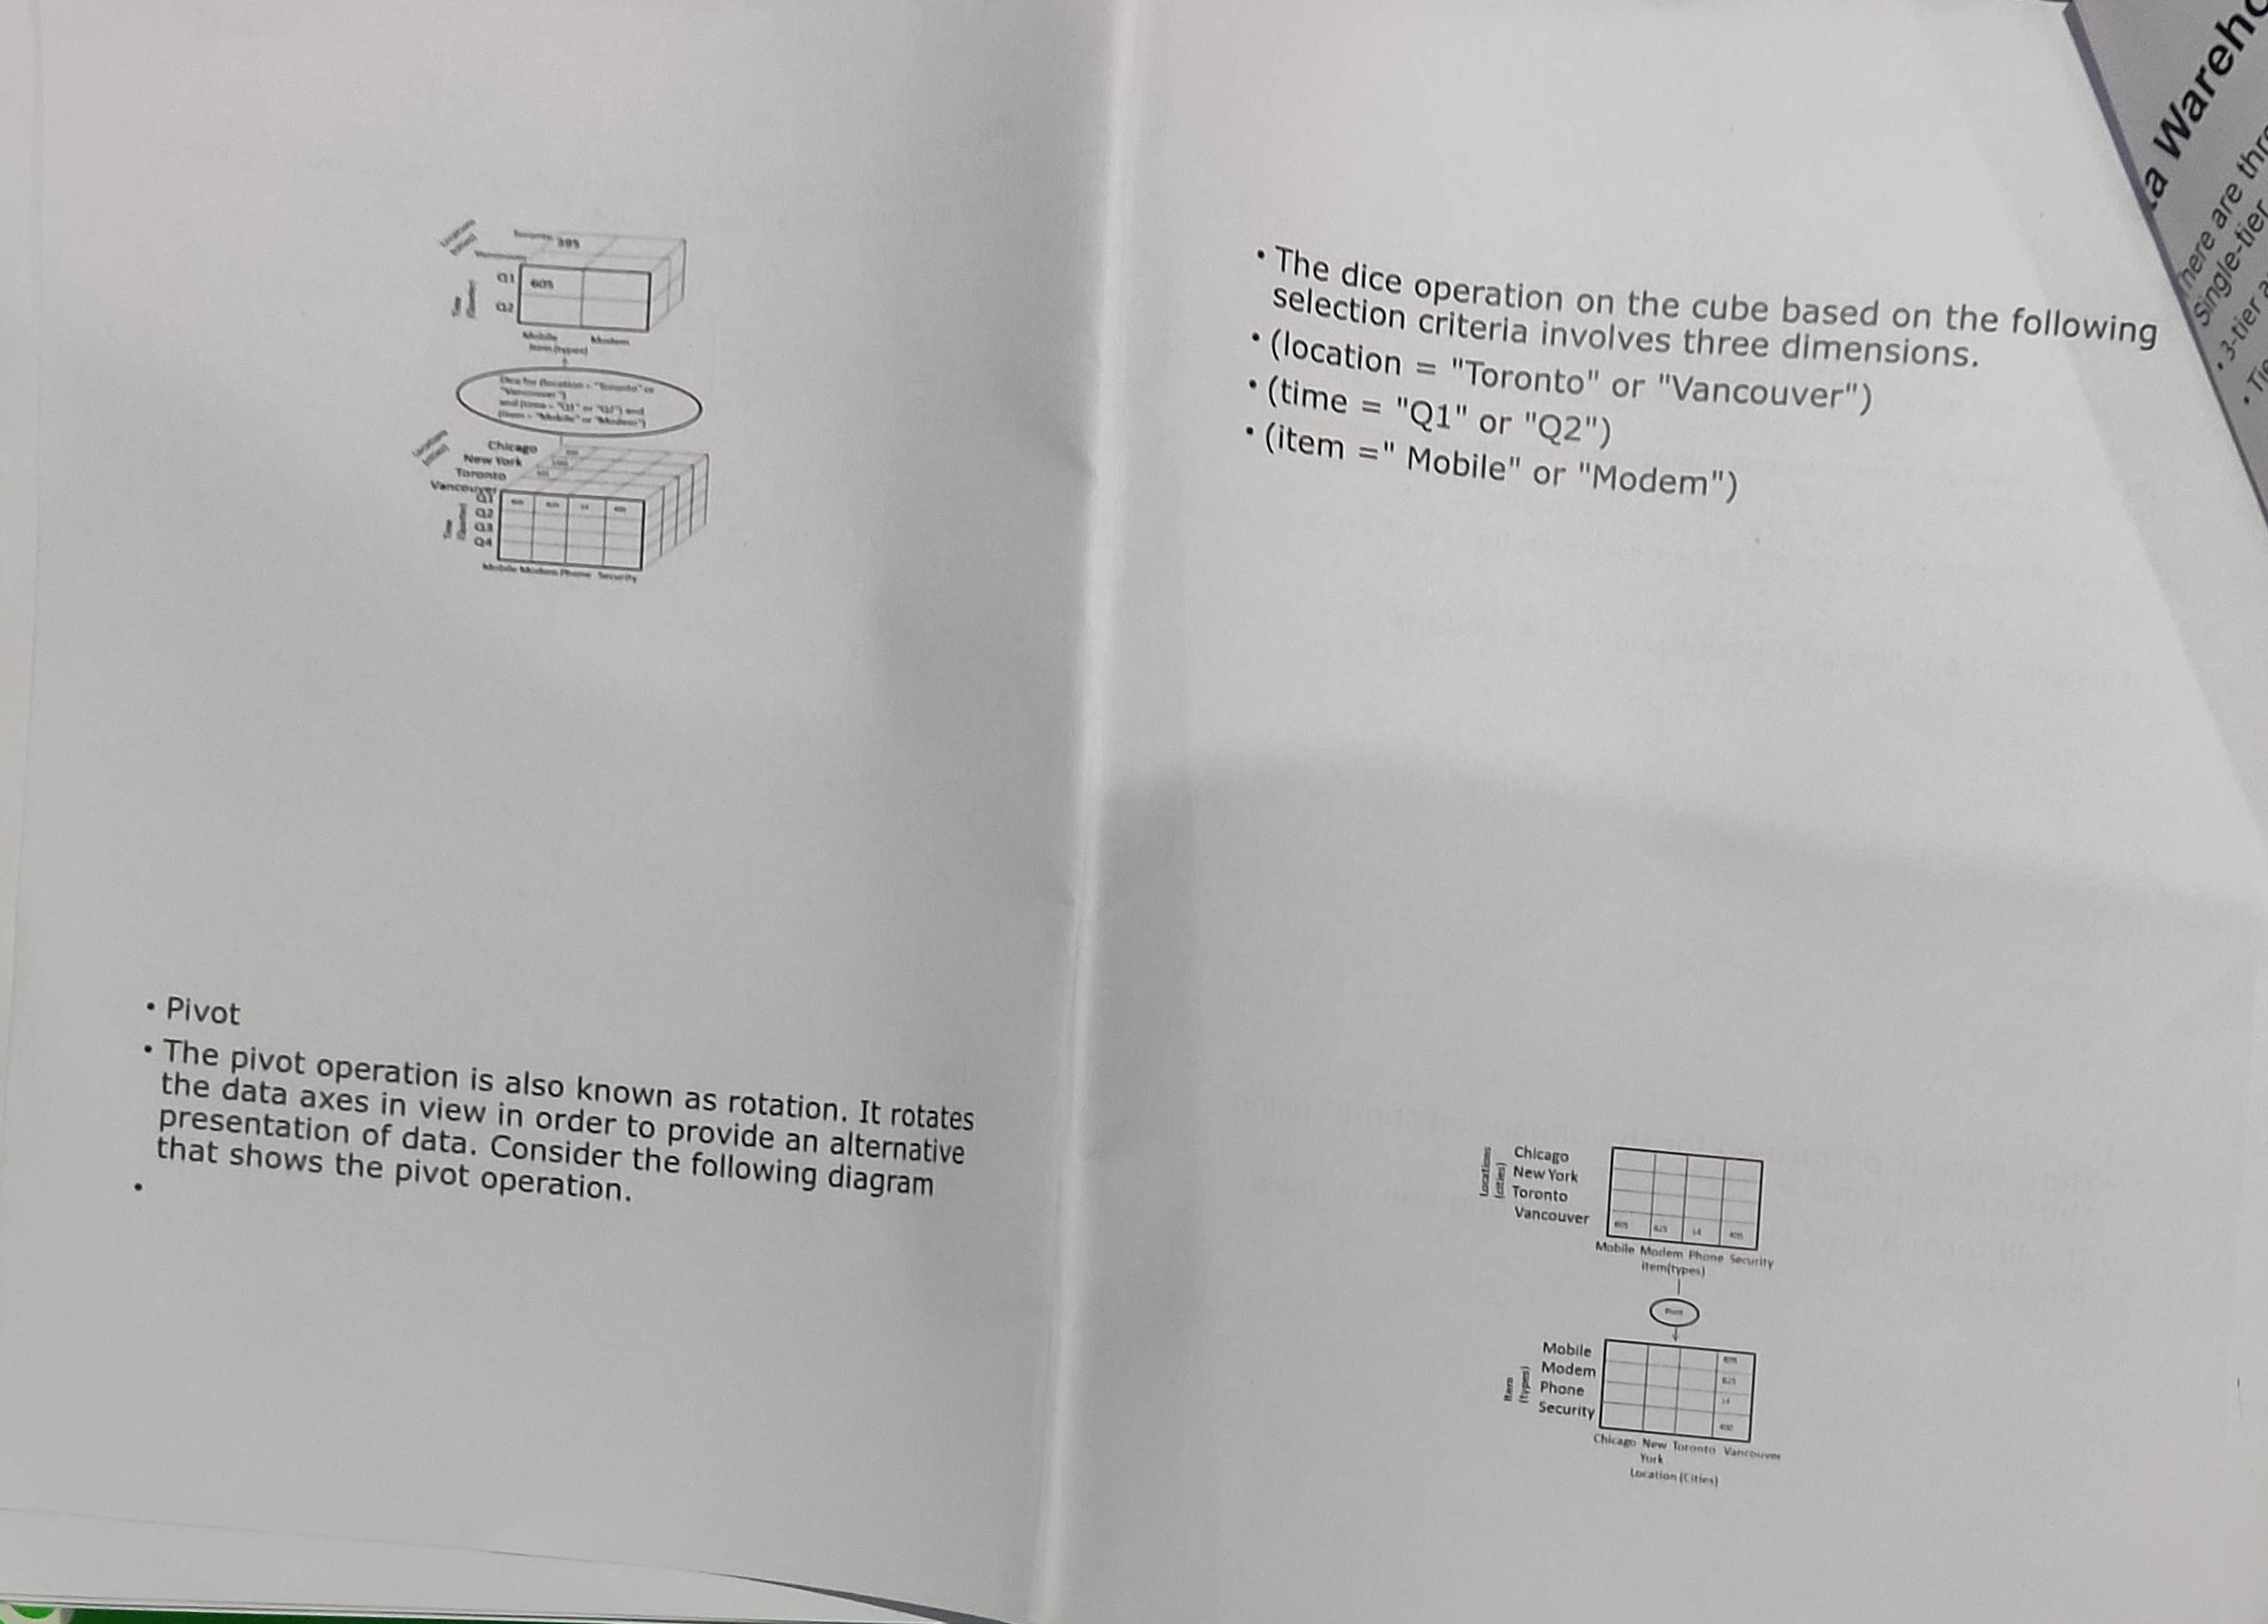 Toronto 395
Vancouver
Q1 605
Q2
Mobile Modem
Item (types)
Dice for (location = "Toronto" or
"Vancouver")
and (time = "Q1" or "Q2") and
(item = "Mobile" or "Modem")
Chicago
New York
Toronto
Vancouver
Q1
Q2
Q3
Q4
Mobile Modem Phone Security
• The dice operation on the cube based on the following
selection criteria involves three dimensions.
• (location = "Toronto" or "Vancouver")
• (time = "Q1" or "Q2")
• (item =" Mobile" or "Modem")
• Pivot
• The pivot operation is also known as rotation. It rotates
the data axes in view in order to provide an alternative
presentation of data. Consider the following diagram
that shows the pivot operation.
•
Locations
(cities)
Chicago
New York
Toronto
Vancouver
605 825 14 400
Mobile Modem Phone Security
item(types)
Pivot
Item
(types)
Mobile 605
Modem 825
Phone 14
Security 400
Chicago New Toronto Vancouver
York
Location (Cities)
here are
Single-tier
• 3-tier